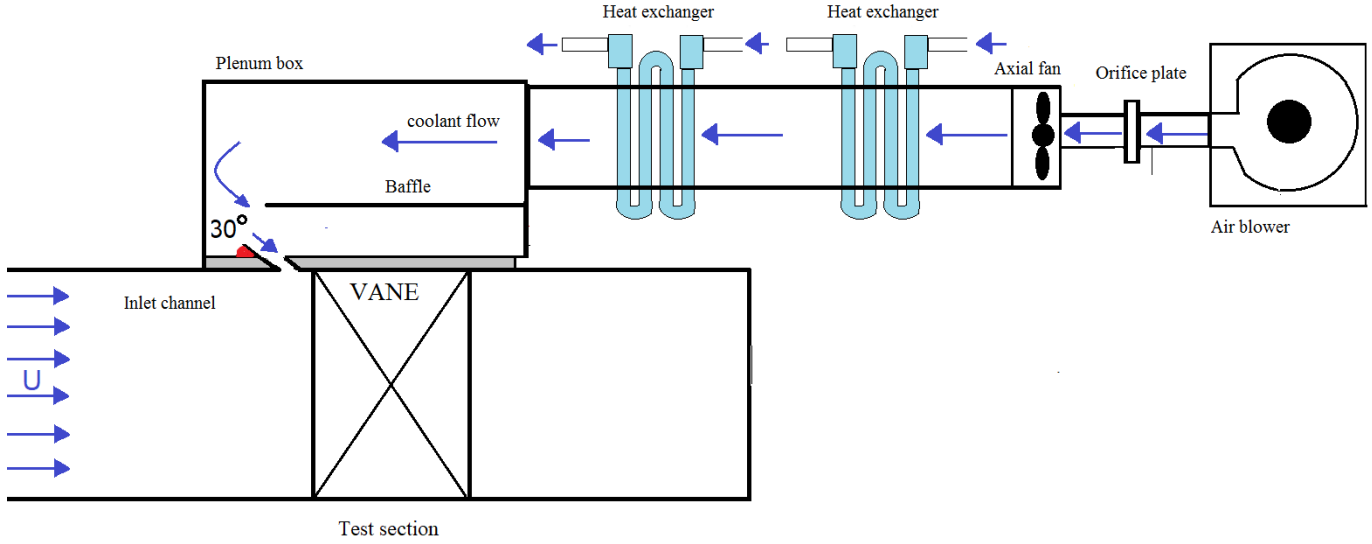 Heat exchanger
Heat exchanger
Plenum box
Axial fan
Orifice plate
coolant flow
Baffle
30°
Air blower
Inlet channel
VANE
U
Test section